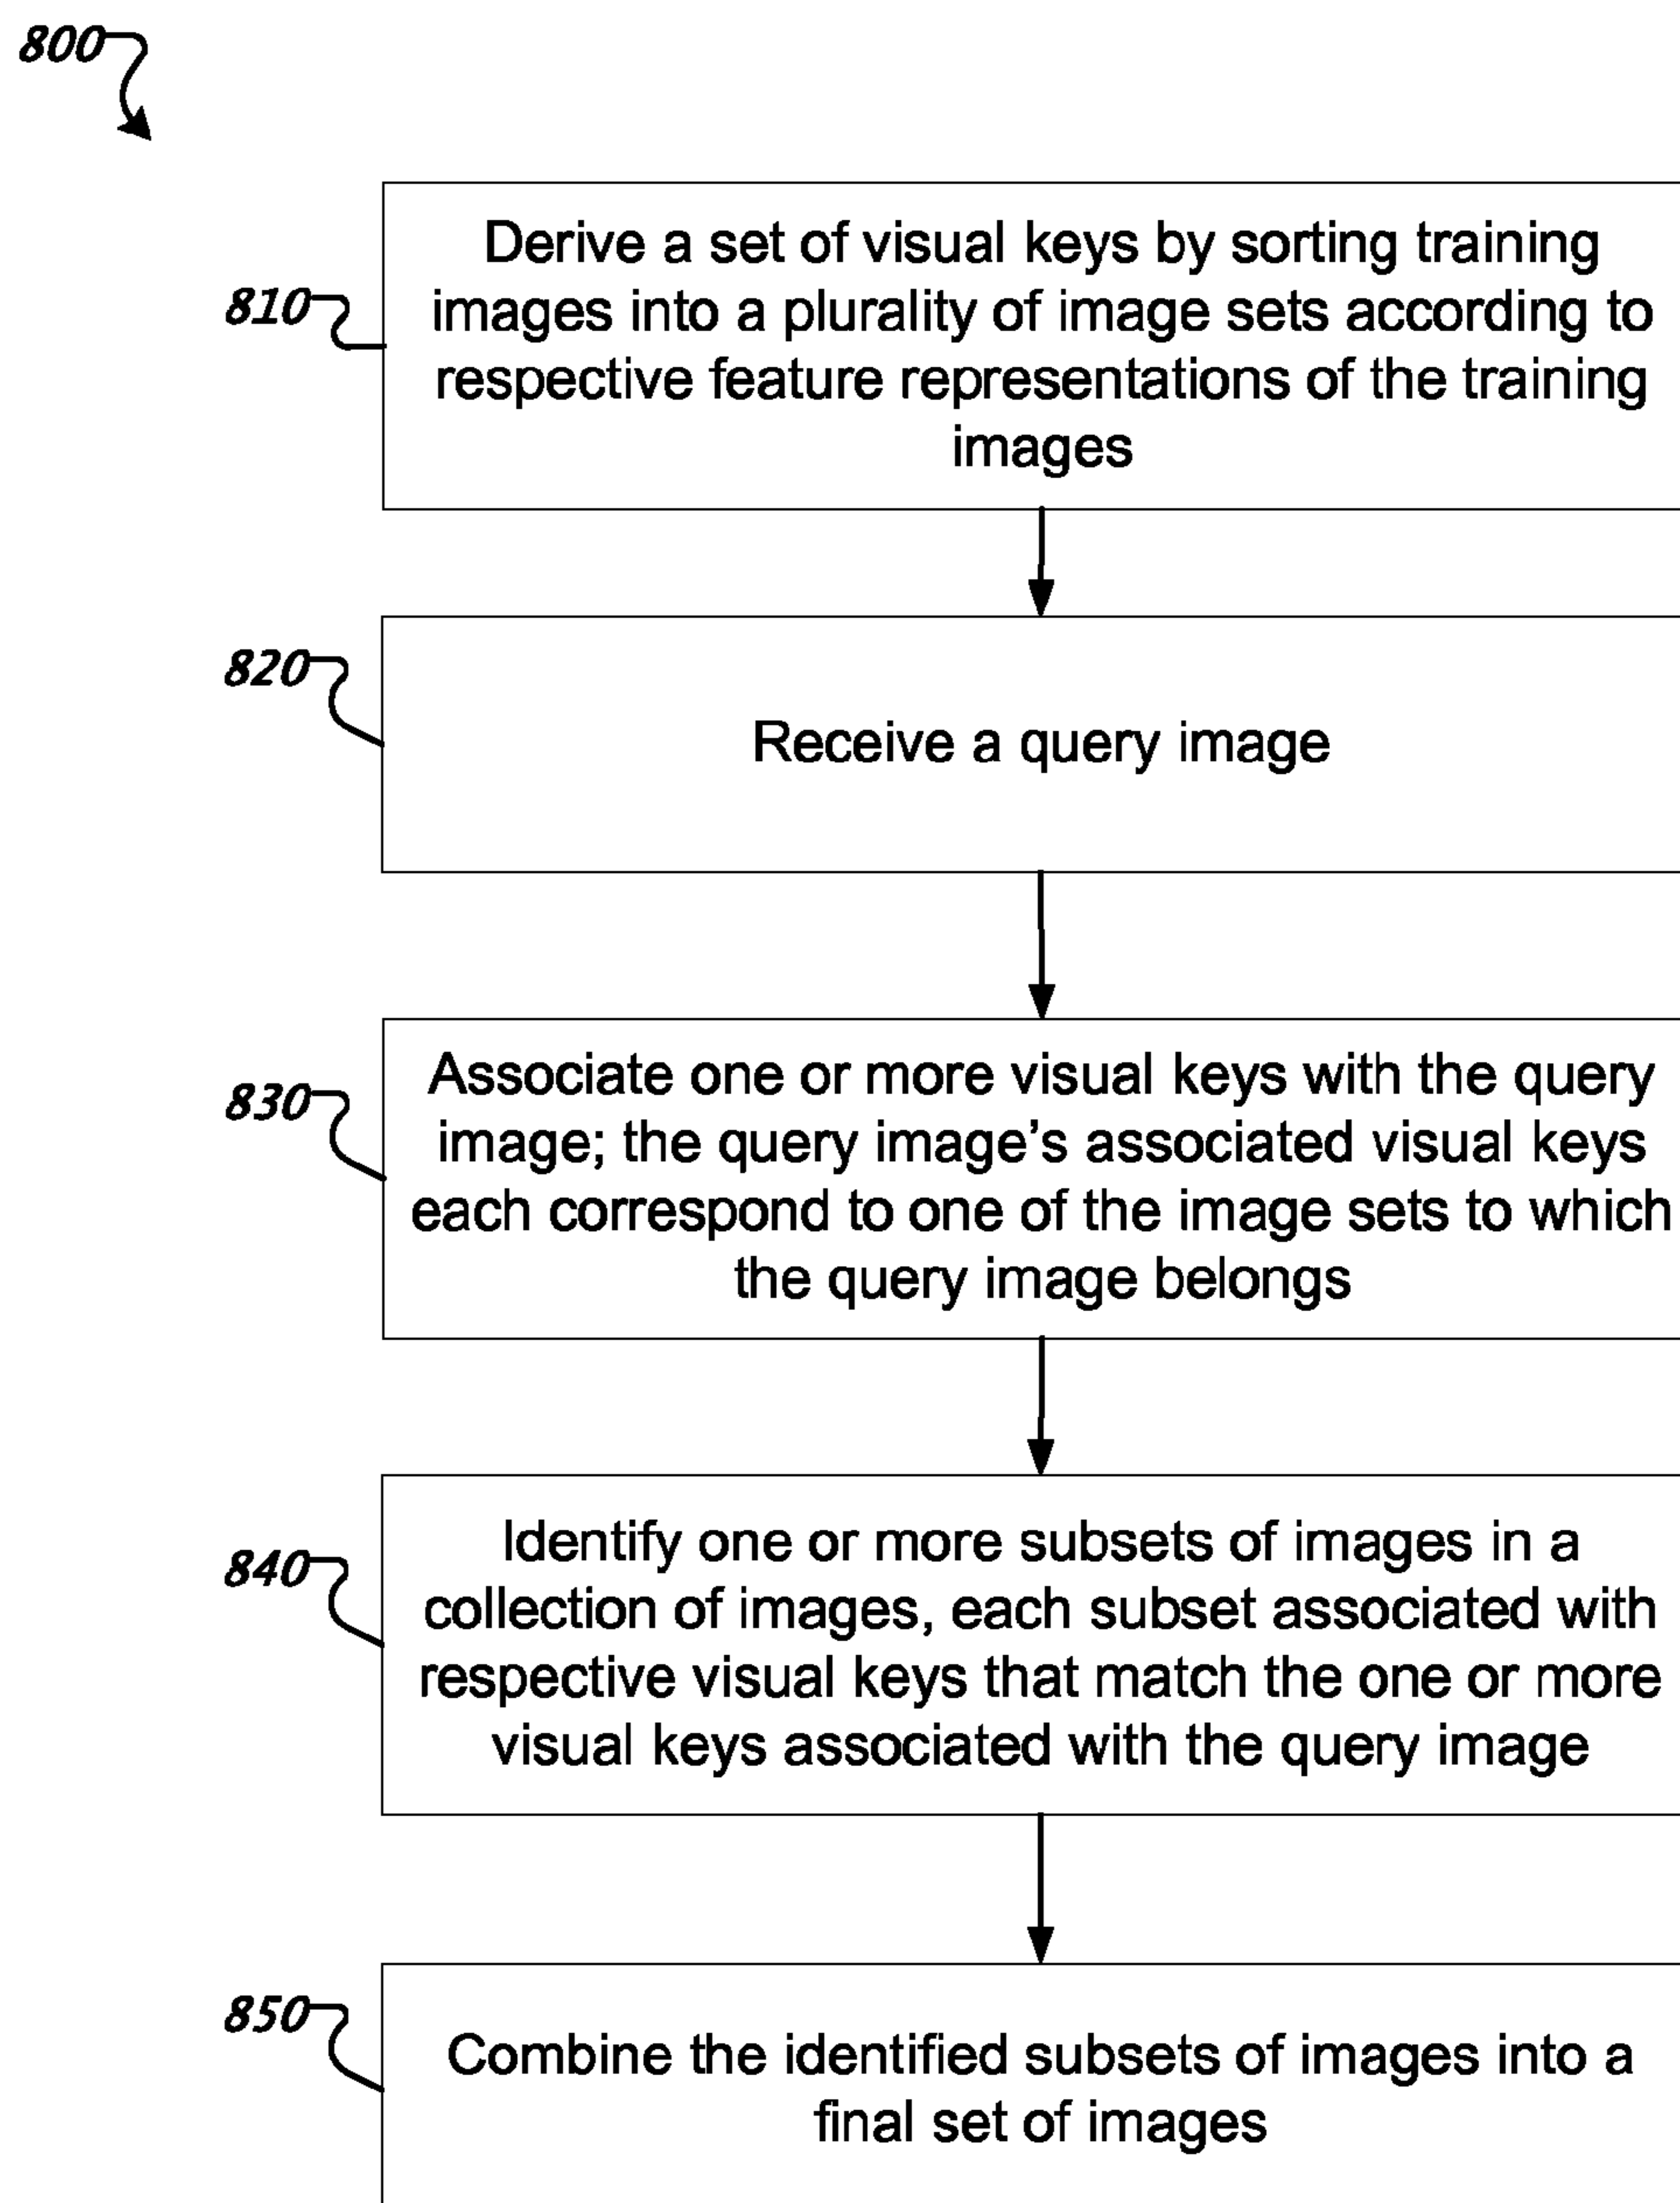 800
810
Derive a set of visual keys by sorting training
images into a plurality of image sets according to
respective feature representations of the training
images
820
Receive a query image
830
Associate one or more visual keys with the query
image; the query image’s associated visual keys
each correspond to one of the image sets to which
the query image belongs
840
Identify one or more subsets of images in a
collection of images, each subset associated with
respective visual keys that match the one or more
visual keys associated with the query image
850
Combine the identified subsets of images into a
final set of images